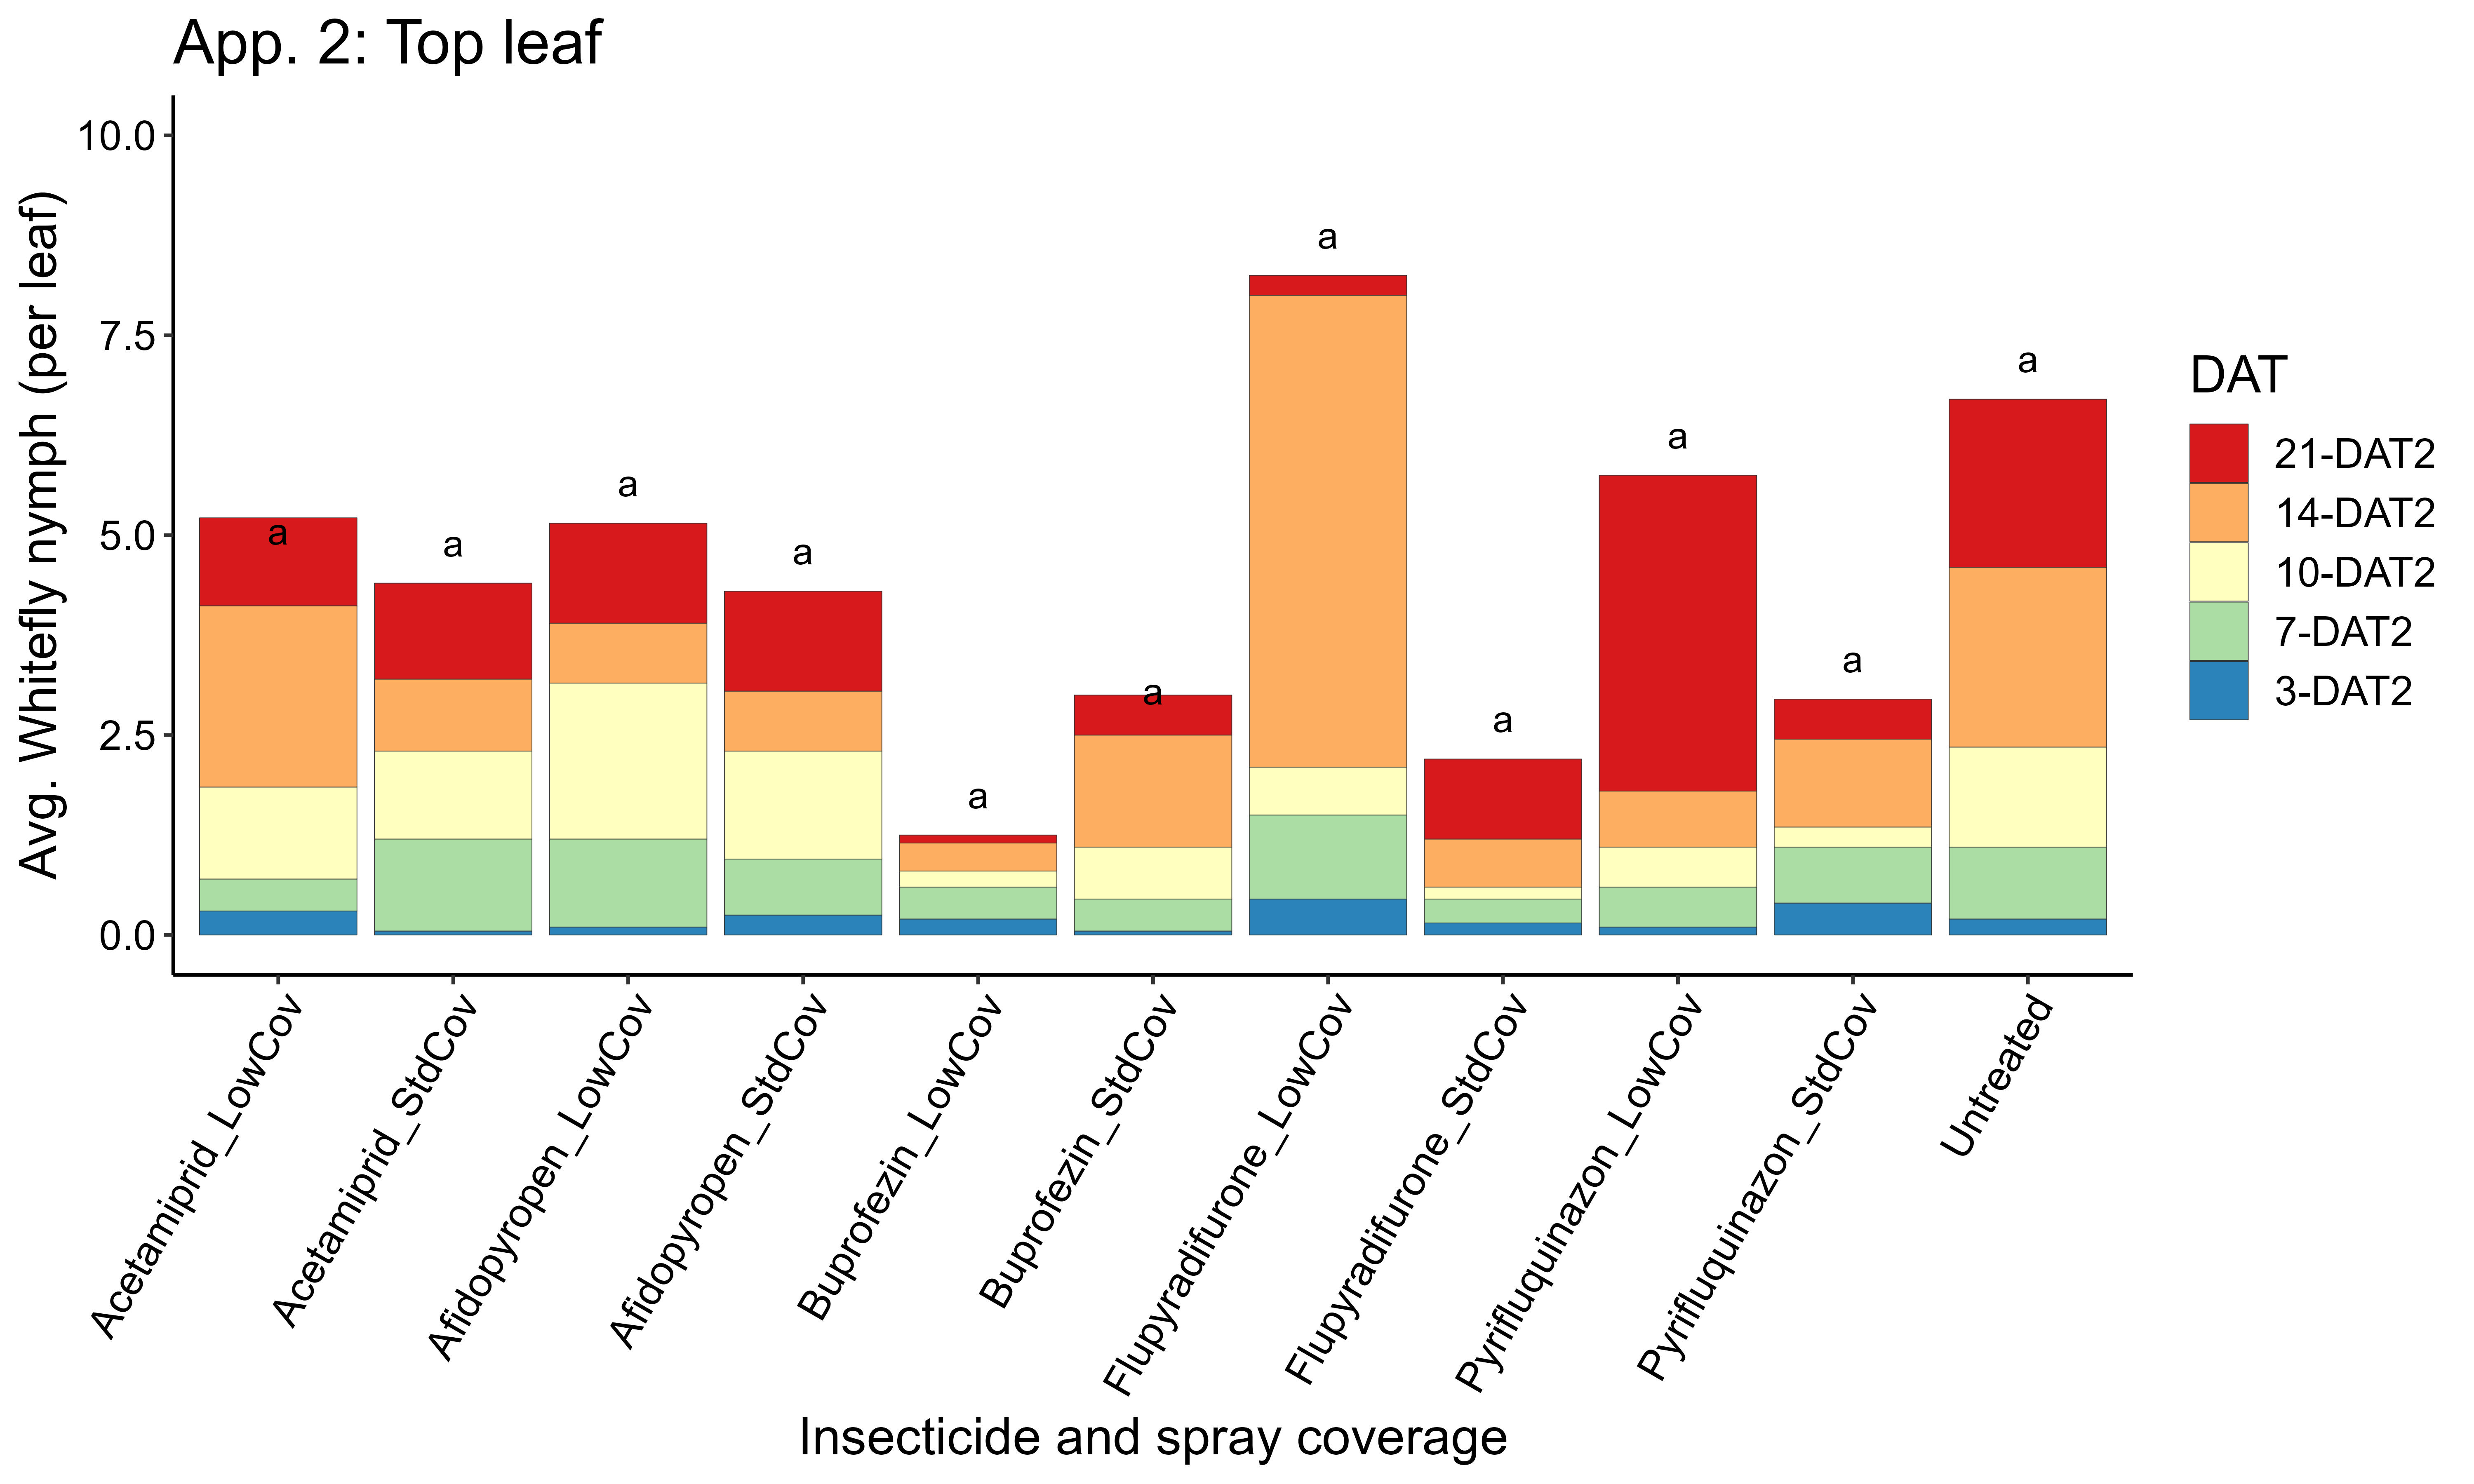 App. 2: Top leaf
Avg. Whitefly nymph (per leaf)
10.0
7.5
5.0
2.5
0.0
a
a
a
a
a
a
a
a
a
a
a
Acetamiprid_LowCov
Acetamiprid_StdCov
Afidopyropen_LowCov
Afidopyropen_StdCov
Buprofezin_LowCov
Buprofezin_StdCov
Flupyradifurone_LowCov
Flupyradifurone_StdCov
Pyrifluquinazon_LowCov
Pyrifluquinazon_StdCov
Untreated
Insecticide and spray coverage
DAT
21-DAT2
14-DAT2
10-DAT2
7-DAT2
3-DAT2